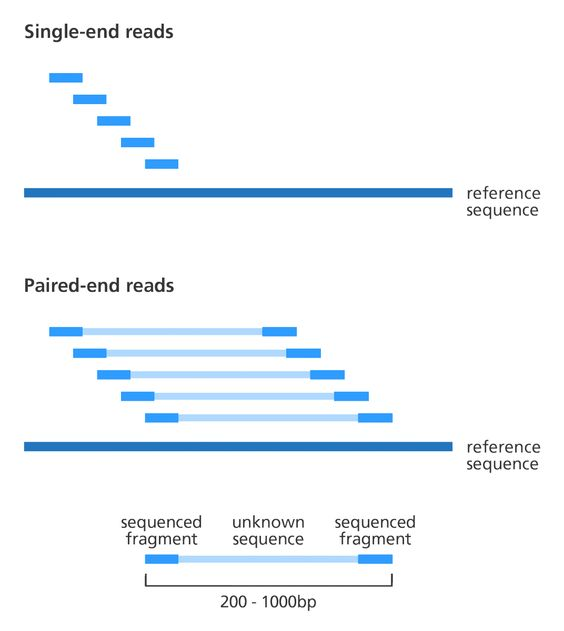 Single-end reads
reference
sequence
Paired-end reads
reference
sequence
sequenced
fragment
unknown
sequence
sequenced
fragment
200 - 1000bp